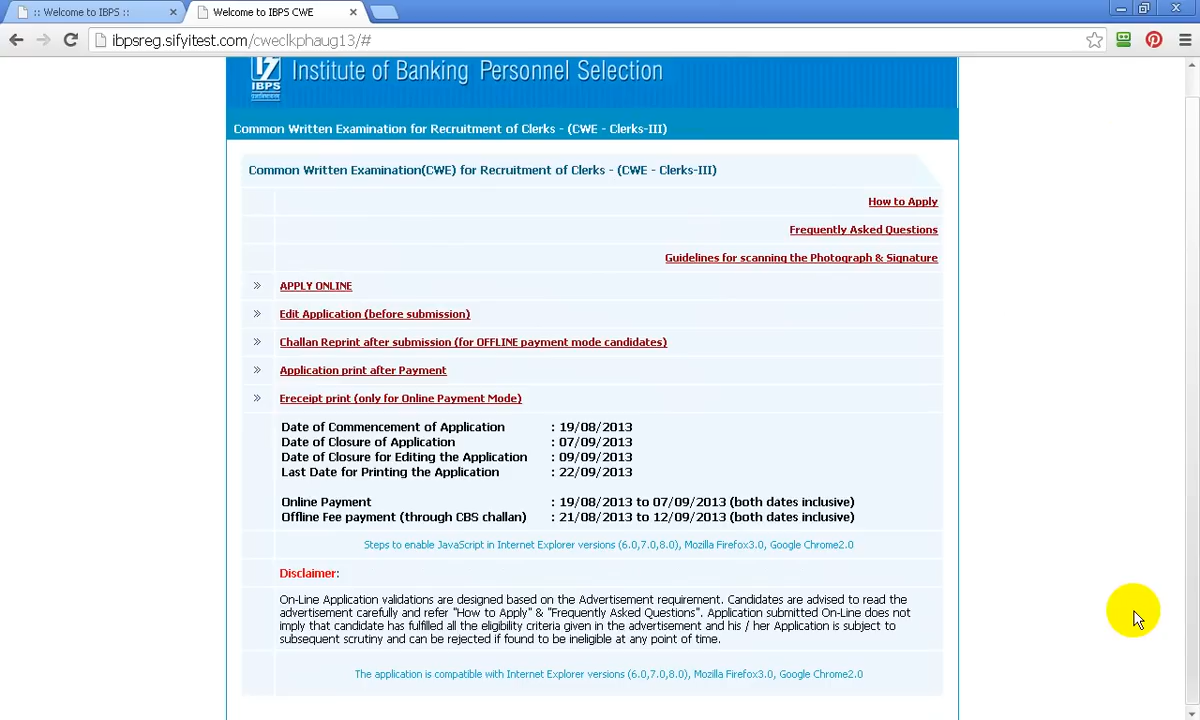 :: Welcome to IBPS ::
Welcome to IBPS CWE
ibpsreg.sifyitest.com/cweclkphaug13/#
IBPS
Institute of Banking Personnel Selection
Common Written Examination for Recruitment of Clerks - (CWE - Clerks-III)
Common Written Examination(CWE) for Recruitment of Clerks - (CWE - Clerks-III)
How to Apply
Frequently Asked Questions
Guidelines for scanning the Photograph & Signature
» APPLY ONLINE
» Edit Application (before submission)
» Challan Reprint after submission (for OFFLINE payment mode candidates)
» Application print after Payment
» Ereceipt print (only for Online Payment Mode)
Date of Commencement of Application : 19/08/2013
Date of Closure of Application : 07/09/2013
Date of Closure for Editing the Application : 09/09/2013
Last Date for Printing the Application : 22/09/2013
Online Payment : 19/08/2013 to 07/09/2013 (both dates inclusive)
Offline Fee payment (through CBS challan) : 21/08/2013 to 12/09/2013 (both dates inclusive)
Steps to enable JavaScript in Internet Explorer versions (6.0,7.0,8.0), Mozilla Firefox3.0, Google Chrome2.0
Disclaimer:
On-Line Application validations are designed based on the Advertisement requirement. Candidates are advised to read the
advertisement carefully and refer "How to Apply" & "Frequently Asked Questions". Application submitted On-Line does not
imply that candidate has fulfilled all the eligibility criteria given in the advertisement and his / her Application is subject to
subsequent scrutiny and can be rejected if found to be ineligible at any point of time.
The application is compatible with Internet Explorer versions (6.0,7.0,8.0), Mozilla Firefox3.0, Google Chrome2.0